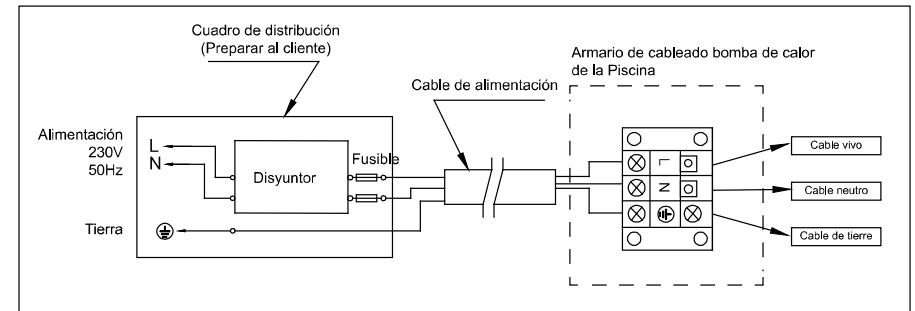 Cuadro de distribución
(Preparar al cliente)
Armario de cableado bomba de calor
de la Piscina
Cable de alimentación
Alimentación
230V
50Hz
L
N
Disyuntor
Fusible
Tierra
L
N
Cable vivo
Cable neutro
Cable de tierre